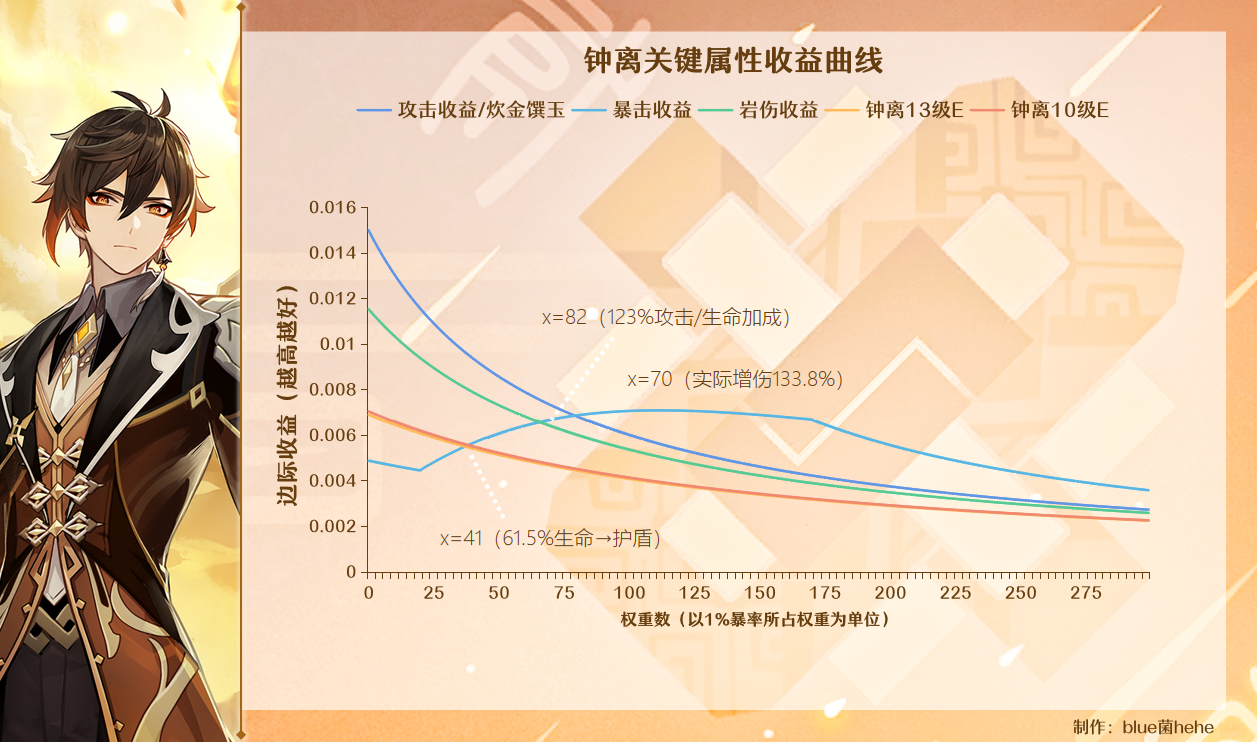 钟离关键属性收益曲线
攻击收益/炊金馔玉 暴击收益 岩伤收益 钟离13级E 钟离10级E
边际收益（越高越好）
0.016
0.014
0.012
0.01
0.008
0.006
0.004
0.002
0
x=82（123%攻击/生命加成）
x=70（实际增伤133.8%）
x=41（61.5%生命→护盾）
0 25 50 75 100 125 150 175 200 225 250 275
权重数（以1%暴率所占权重为单位）
制作：blue菌hehe